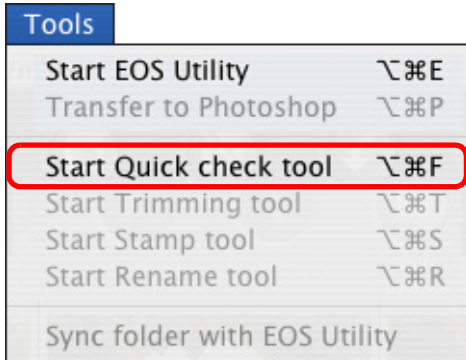 Tools
Start EOS Utility ⌥⌘E
Transfer to Photoshop ⌥⌘P
Start Quick check tool ⌥⌘F
Start Trimming tool ⌥⌘T
Start Stamp tool ⌥⌘S
Start Rename tool ⌥⌘R
Sync folder with EOS Utility